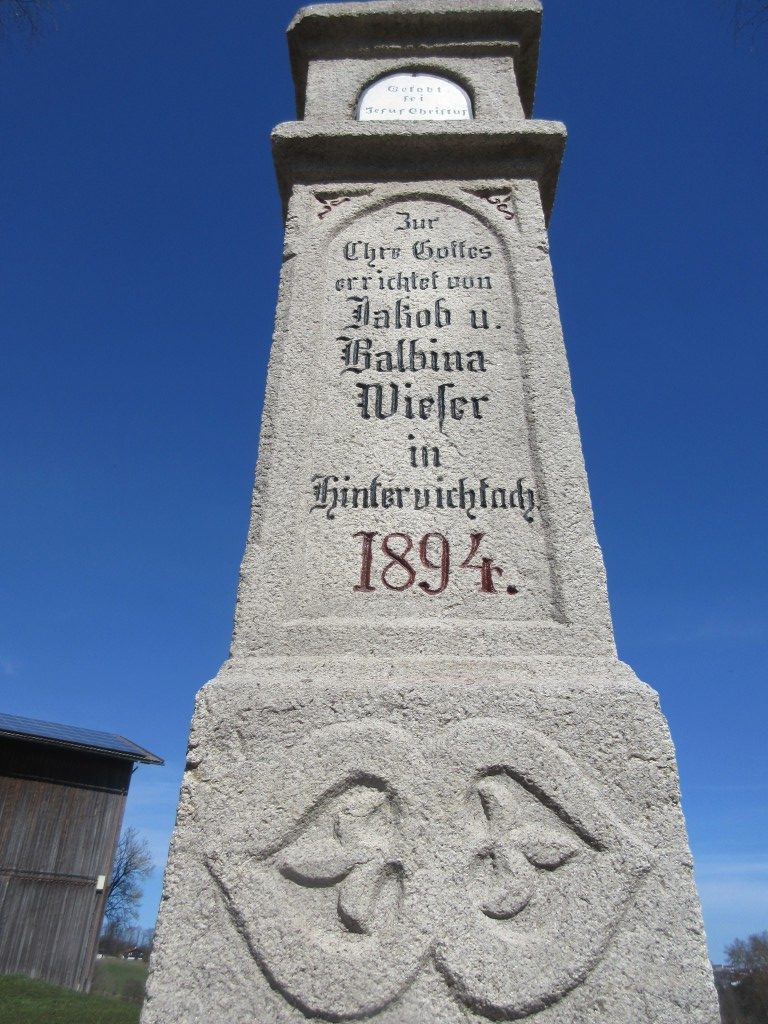 Gelobt
sei
Jesus Christus
Zur
Ehre Gottes
errichtet von
Jakob u.
Balbina
Wieser
in
Hintervichtach
1894.